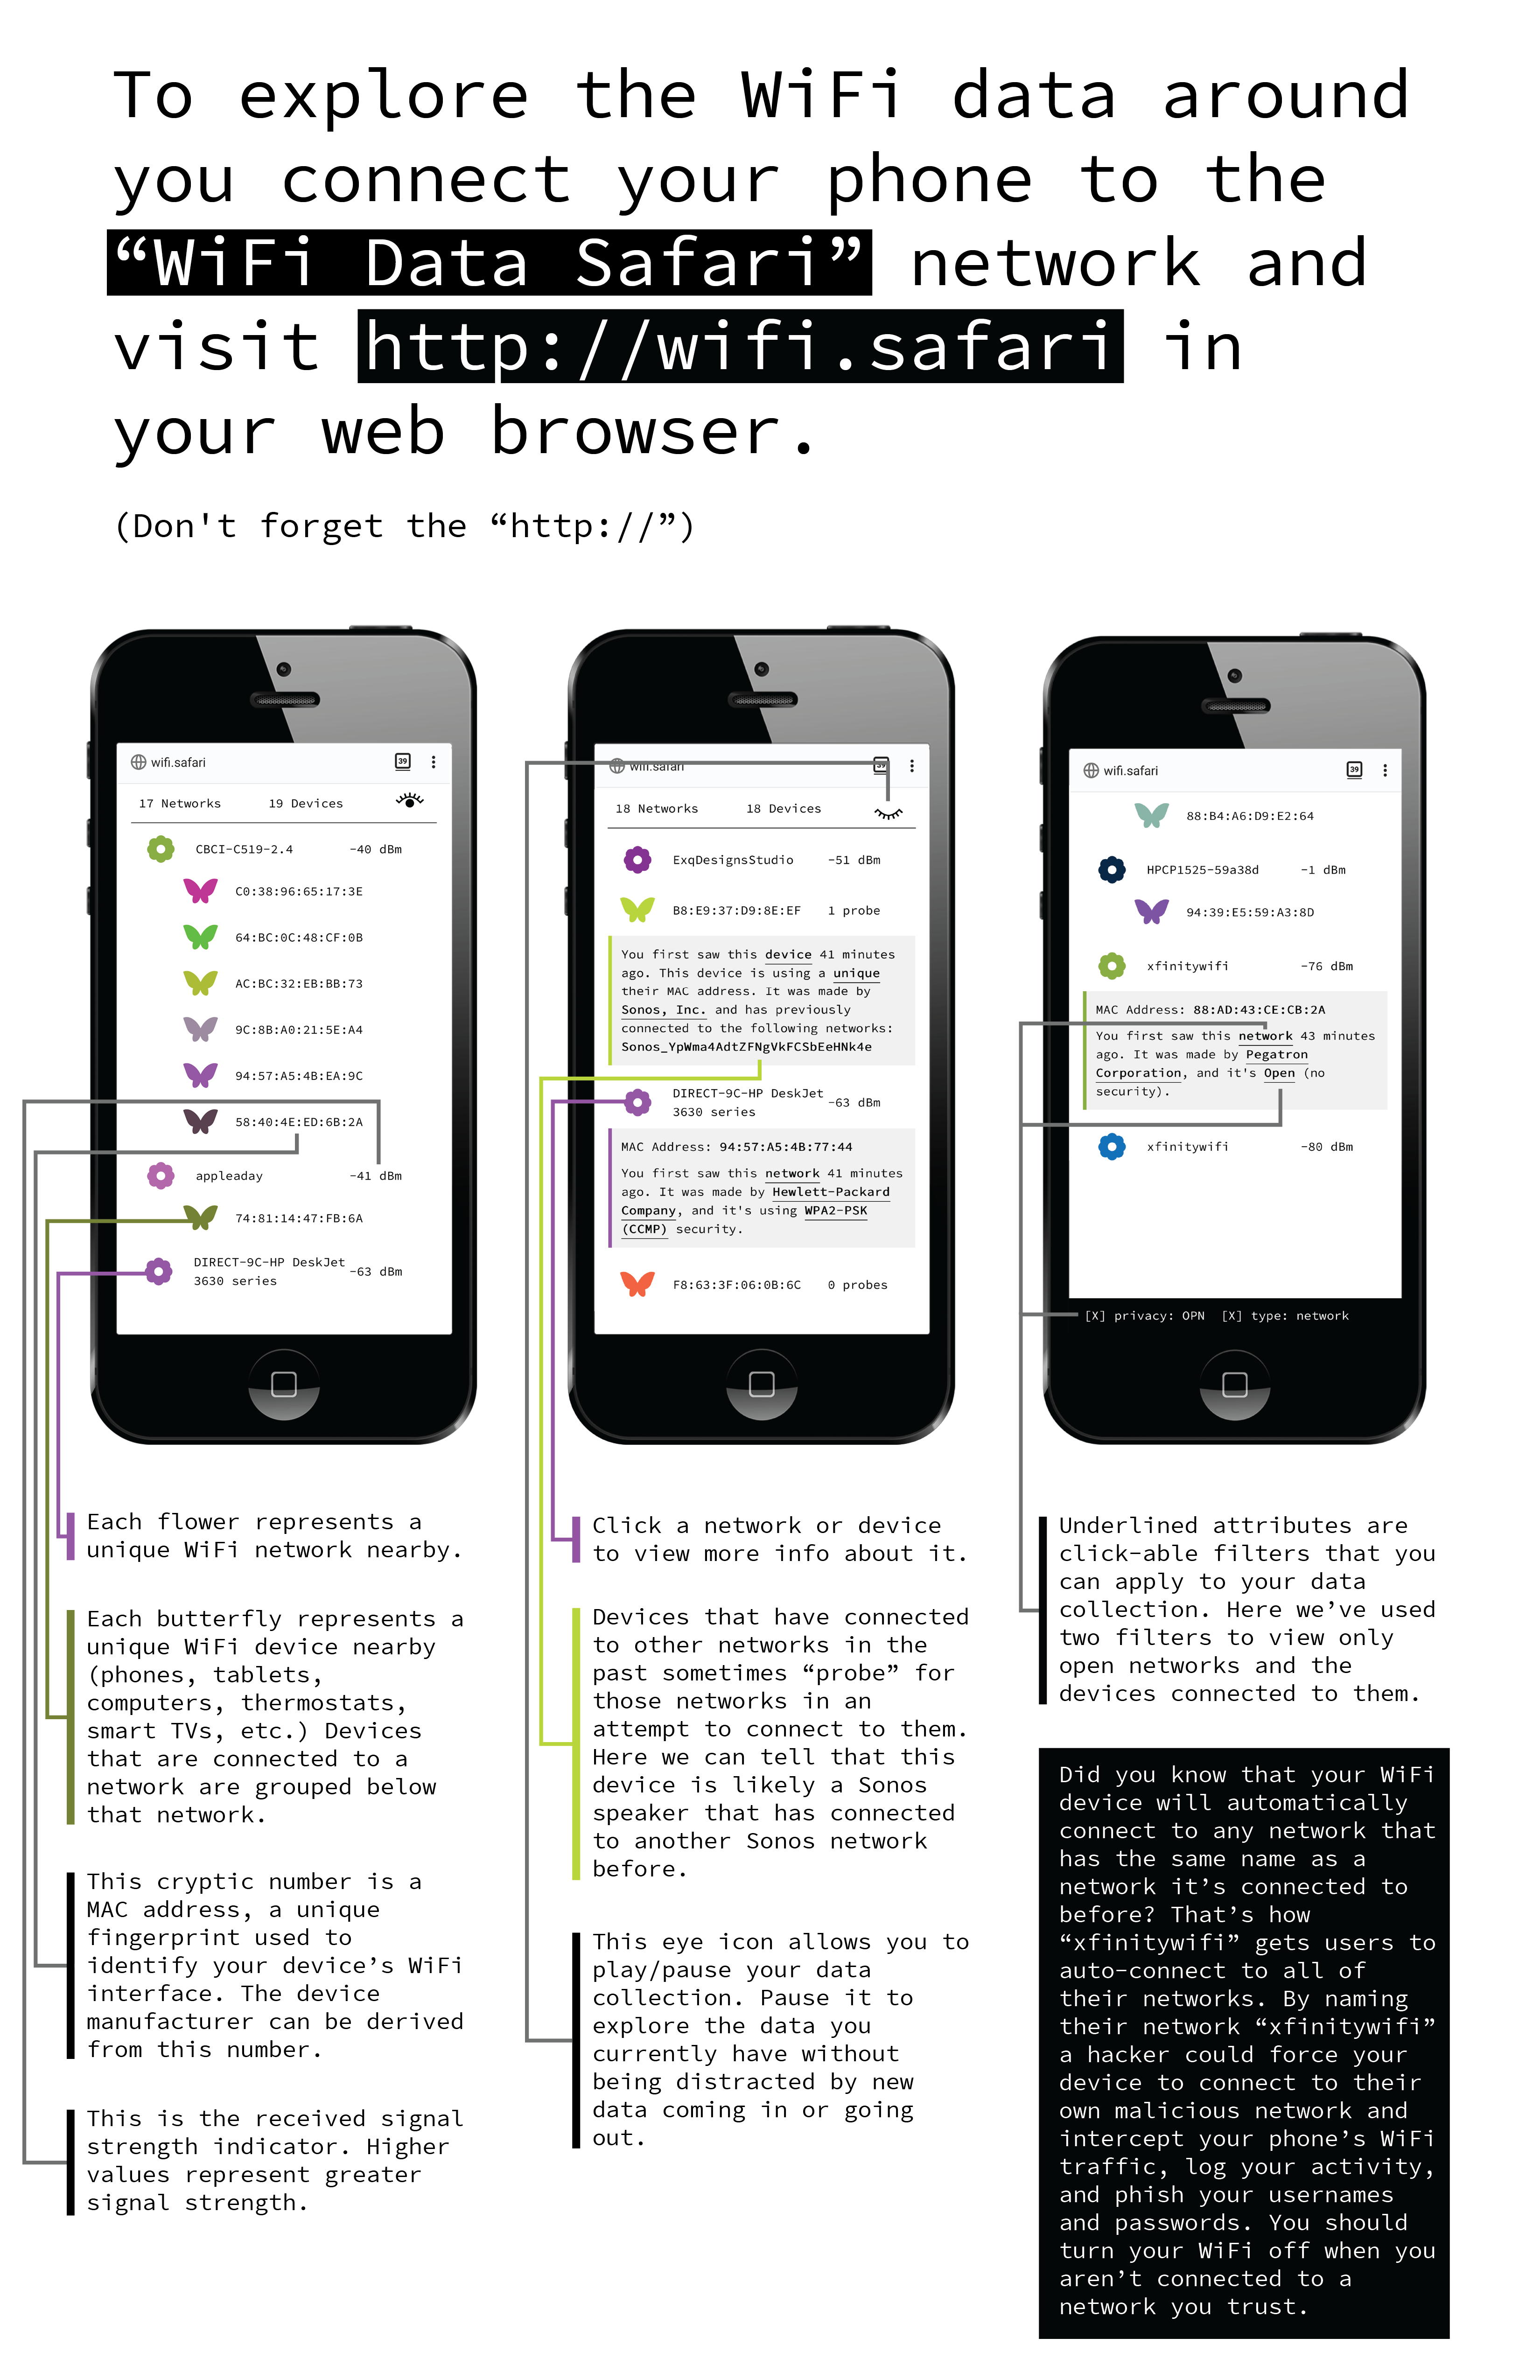 To explore the WiFi data around
you connect your phone to the
“WiFi Data Safari” network and
visit http://wifi.safari in
your web browser.
(Don't forget the “http://”)
wifi.safari
39
17 Networks 19 Devices
CBCI-C519-2.4 -40 dBm
C0:38:96:65:17:3E
64:BC:0C:48:CF:0B
AC:BC:32:EB:BB:73
9C:8B:A0:21:5E:A4
94:57:A5:4B:EA:9C
58:40:4E:ED:6B:2A
appleaday -41 dBm
74:81:14:47:FB:6A
DIRECT-9C-HP DeskJet
3630 series -63 dBm
Each flower represents a
unique WiFi network nearby.
Each butterfly represents a
unique WiFi device nearby
(phones, tablets,
computers, thermostats,
smart TVs, etc.) Devices
that are connected to a
network are grouped below
that network.
This cryptic number is a
MAC address, a unique
fingerprint used to
identify your device’s WiFi
interface. The device
manufacturer can be derived
from this number.
This is the received signal
strength indicator. Higher
values represent greater
signal strength.
wifi.safari
39
18 Networks 18 Devices
ExqDesignsStudio -51 dBm
B8:E9:37:D9:8E:EF 1 probe
You first saw this device 41 minutes
ago. This device is using a unique
their MAC address. It was made by
Sonos, Inc. and has previously
connected to the following networks:
Sonos_YpWma4AdtZFNgVkFCSbEeHNk4e
DIRECT-9C-HP DeskJet
3630 series -63 dBm
MAC Address: 94:57:A5:4B:77:44
You first saw this network 41 minutes
ago. It was made by Hewlett-Packard
Company, and it's using WPA2-PSK
(CCMP) security.
F8:63:3F:06:0B:6C 0 probes
Click a network or device
to view more info about it.
Devices that have connected
to other networks in the
past sometimes “probe” for
those networks in an
attempt to connect to them.
Here we can tell that this
device is likely a Sonos
speaker that has connected
to another Sonos network
before.
This eye icon allows you to
play/pause your data
collection. Pause it to
explore the data you
currently have without
being distracted by new
data coming in or going
out.
wifi.safari
39
88:B4:A6:D9:E2:64
HPCP1525-59a38d -1 dBm
94:39:E5:59:A3:8D
xfinitywifi -76 dBm
MAC Address: 88:AD:43:CE:CB:2A
You first saw this network 43 minutes
ago. It was made by Pegatron
Corporation, and it's Open (no
security).
xfinitywifi -80 dBm
[X] privacy: OPN [X] type: network
Underlined attributes are
click-able filters that you
can apply to your data
collection. Here we’ve used
two filters to view only
open networks and the
devices connected to them.
Did you know that your WiFi
device will automatically
connect to any network that
has the same name as a
network it’s connected to
before? That’s how
“xfinitywifi” gets users to
auto-connect to all of
their networks. By naming
their network “xfinitywifi”
a hacker could force your
device to connect to their
own malicious network and
intercept your phone’s WiFi
traffic, log your activity,
and phish your usernames
and passwords. You should
turn your WiFi off when you
aren’t connected to a
network you trust.